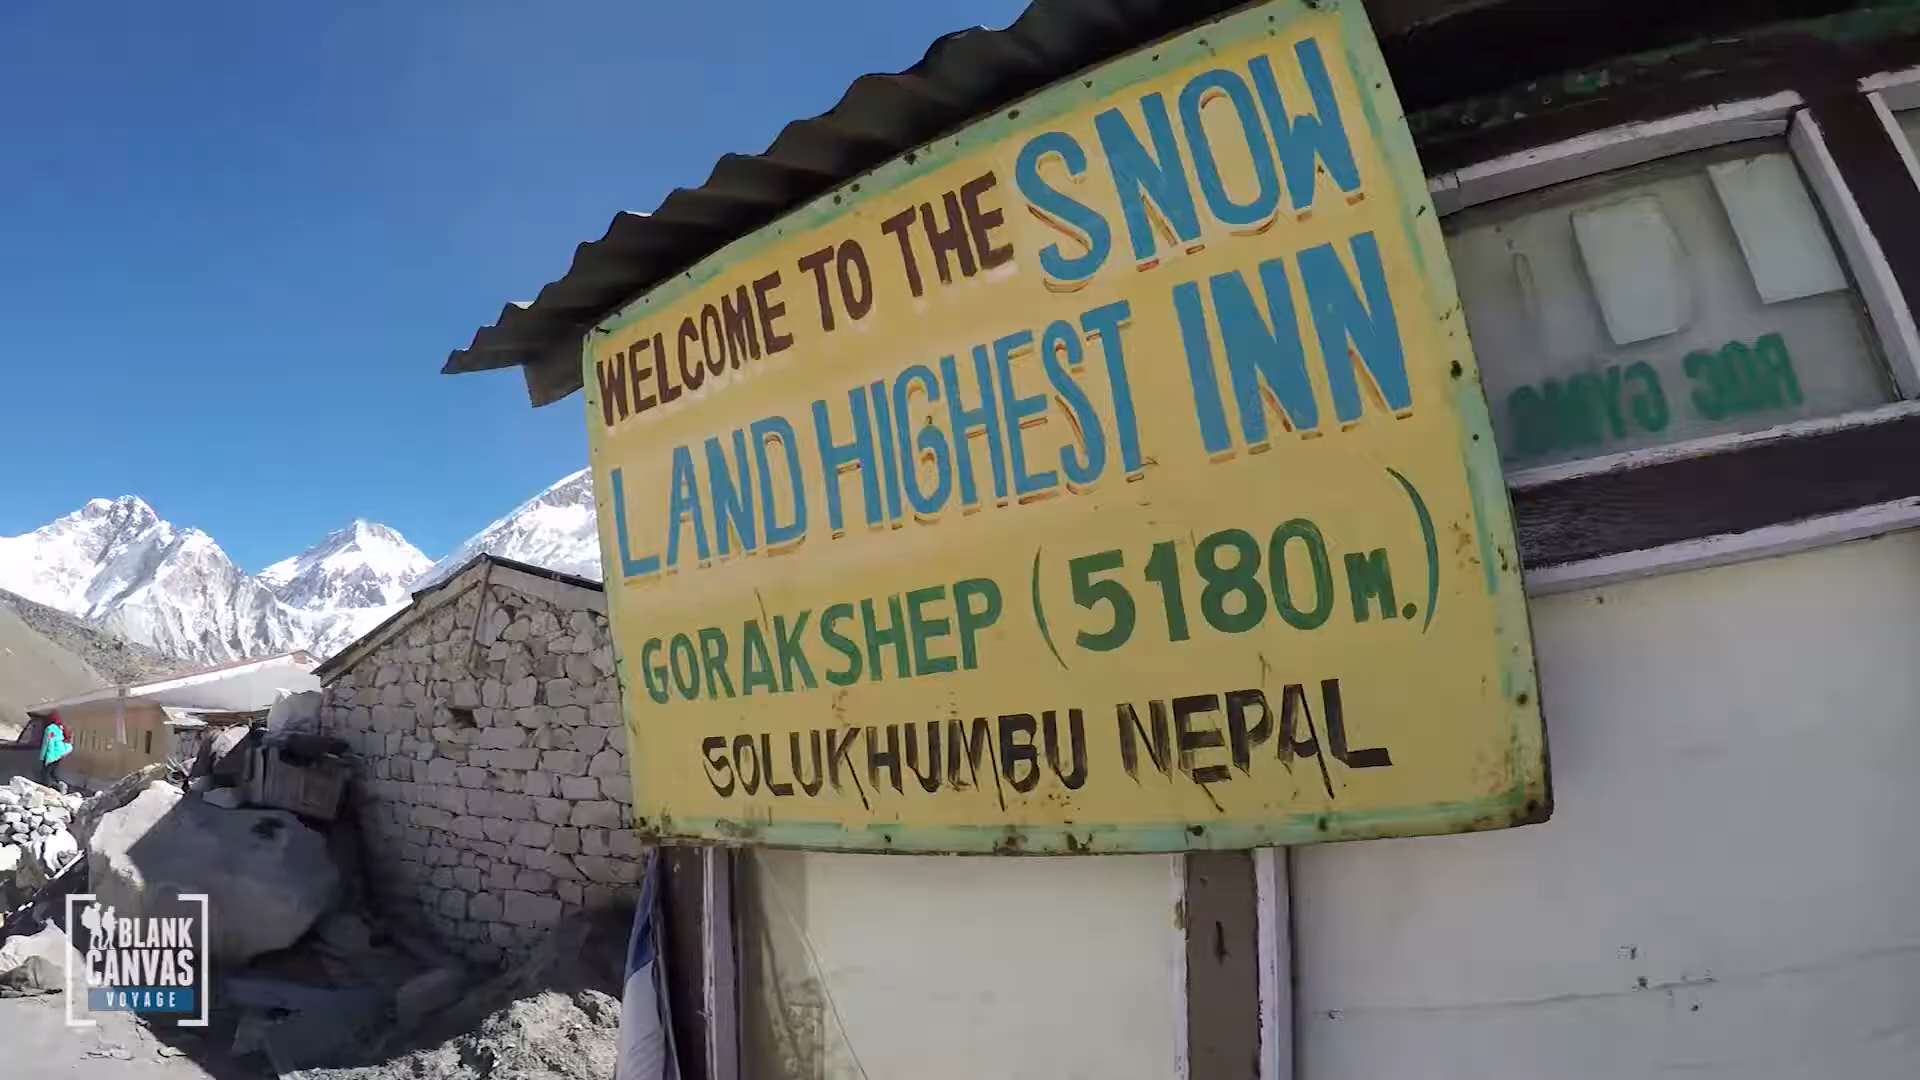 WELCOME TO THE SNOW
LAND HIGHEST INN
GORAKSHEP (5180 M.)
SOLUKHUMBU NEPAL
BLANK
CANVAS
VOYAGE